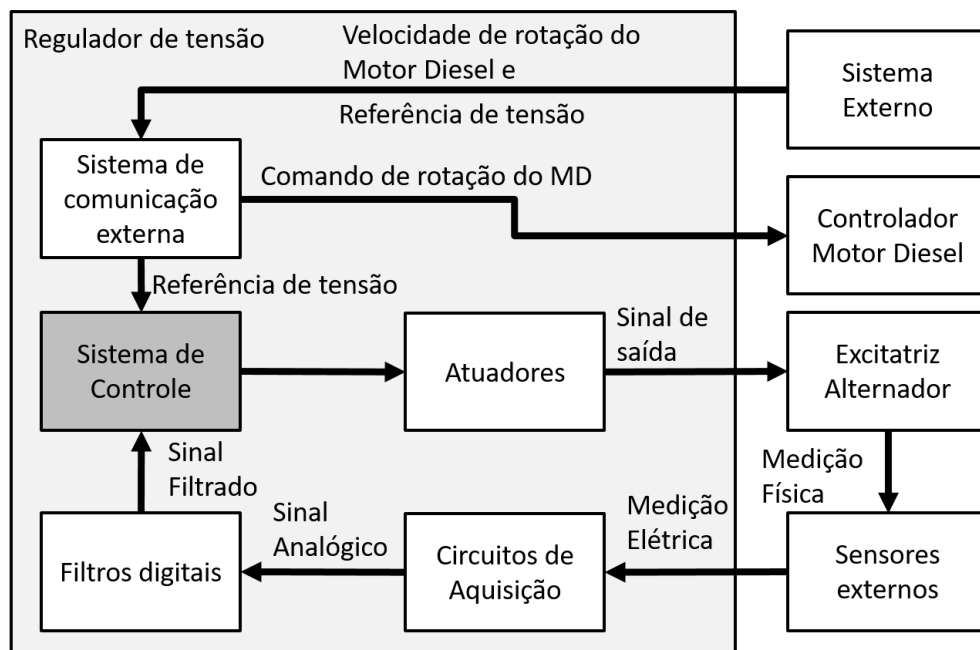 Regulador de tensão
Velocidade de rotação do
Motor Diesel e
Referência de tensão
Sistema
Externo
Sistema de
comunicação
externa
Comando de rotação do MD
Controlador
Motor Diesel
Referência de tensão
Sistema de
Controle
Atuadores
Sinal de
saída
Excitatriz
Alternador
Sinal
Filtrado
Medição
Física
Filtros digitais
Sinal
Analógico
Circuitos de
Aquisição
Medição
Elétrica
Sensores
externos